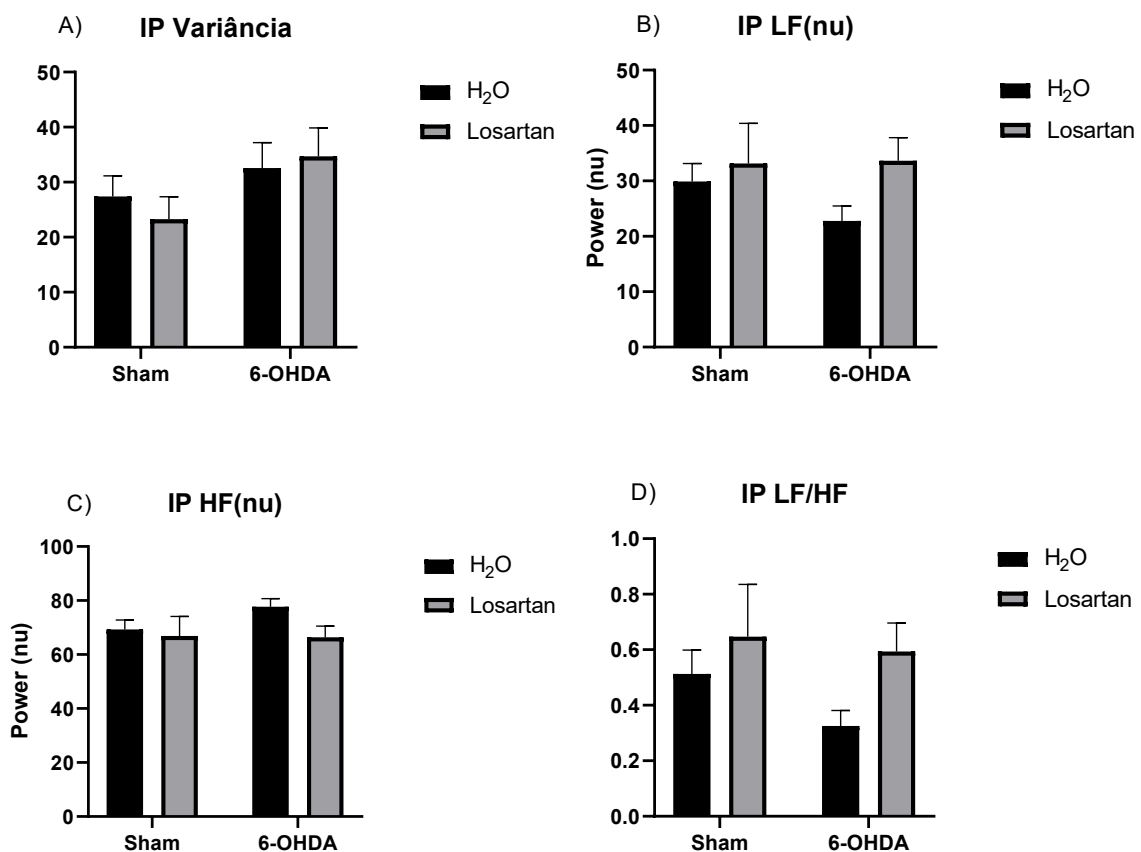 A) IP Variância
50
40
30
20
10
0
Sham 6-OHDA
H₂O
Losartan
B) IP LF(nu)
Power (nu)
50
40
30
20
10
0
Sham 6-OHDA
H₂O
Losartan
C) IP HF(nu)
Power (nu)
100
80
60
40
20
0
Sham 6-OHDA
H₂O
Losartan
D) IP LF/HF
1.0
0.8
0.6
0.4
0.2
0.0
Sham 6-OHDA
H₂O
Losartan